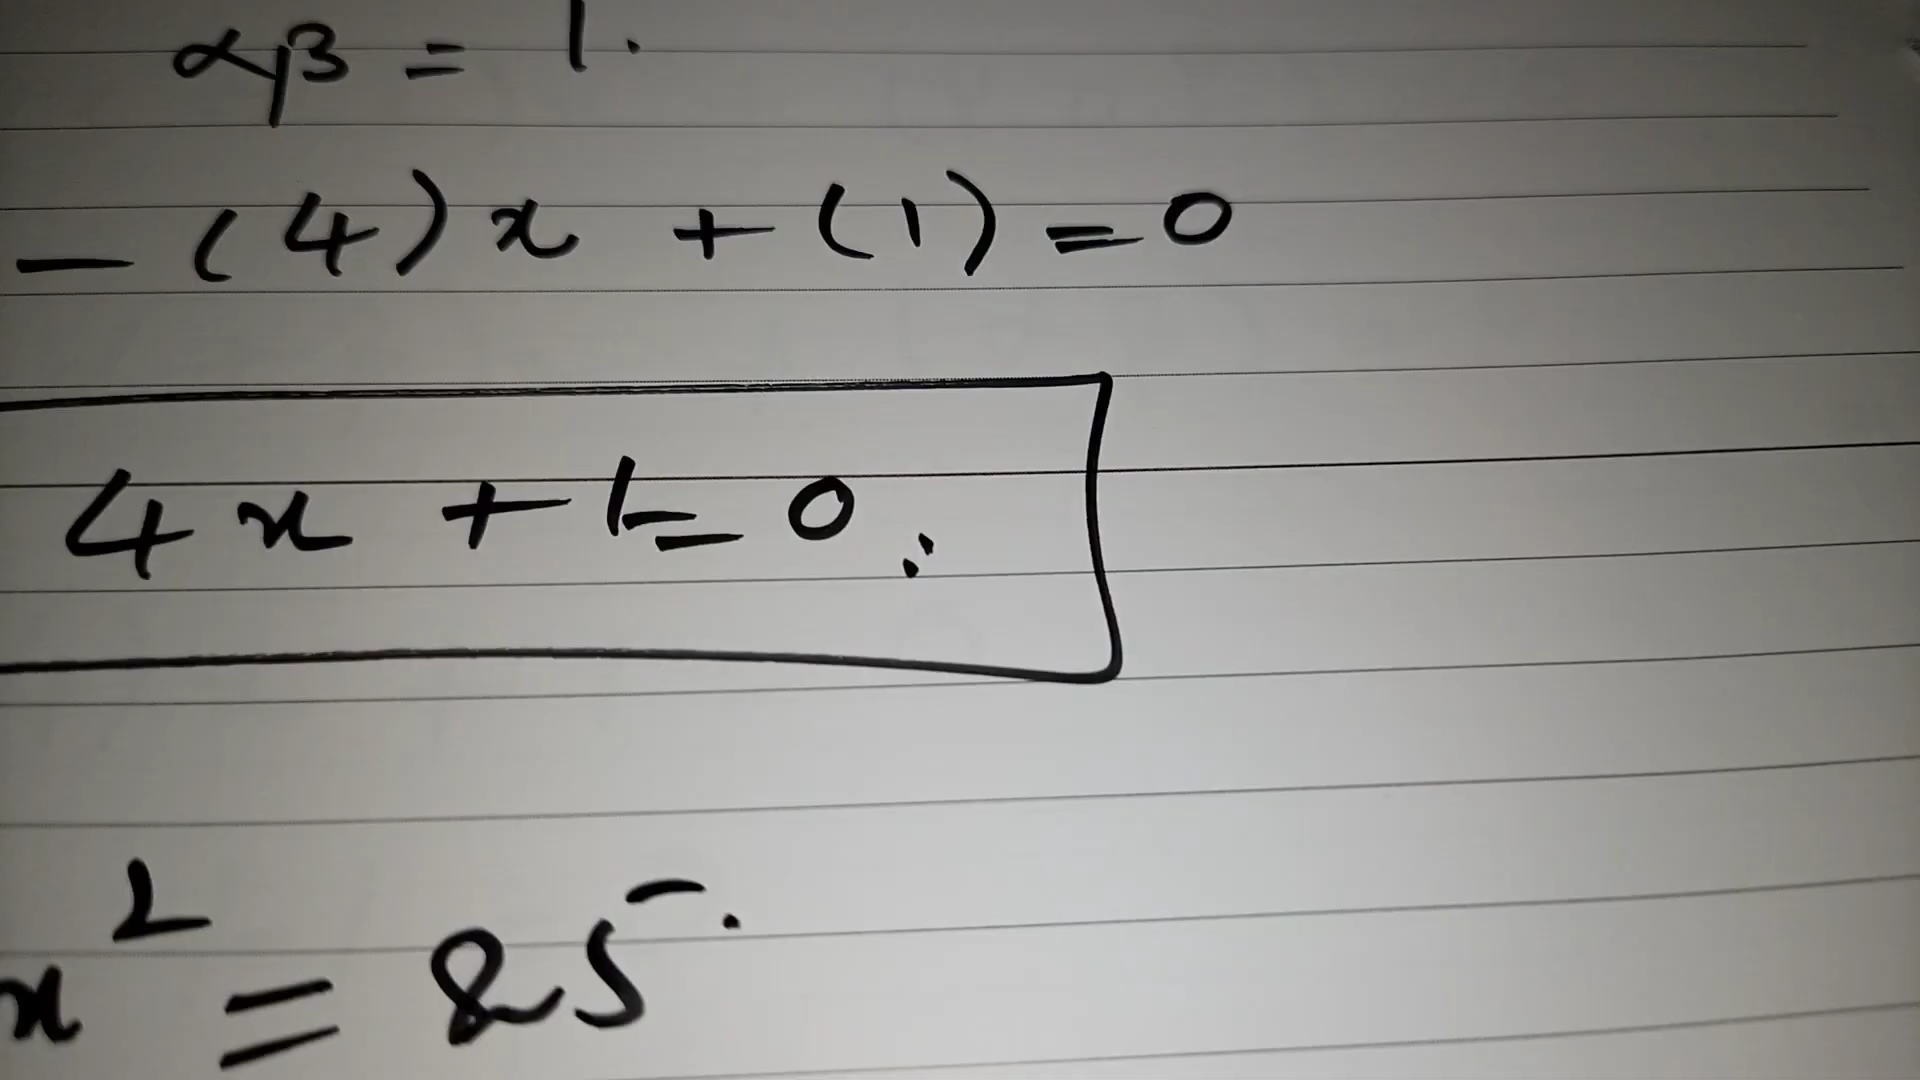 αβ = 1.
- (4)x + (1) = 0
4x + 1 = 0.
x² = 25.